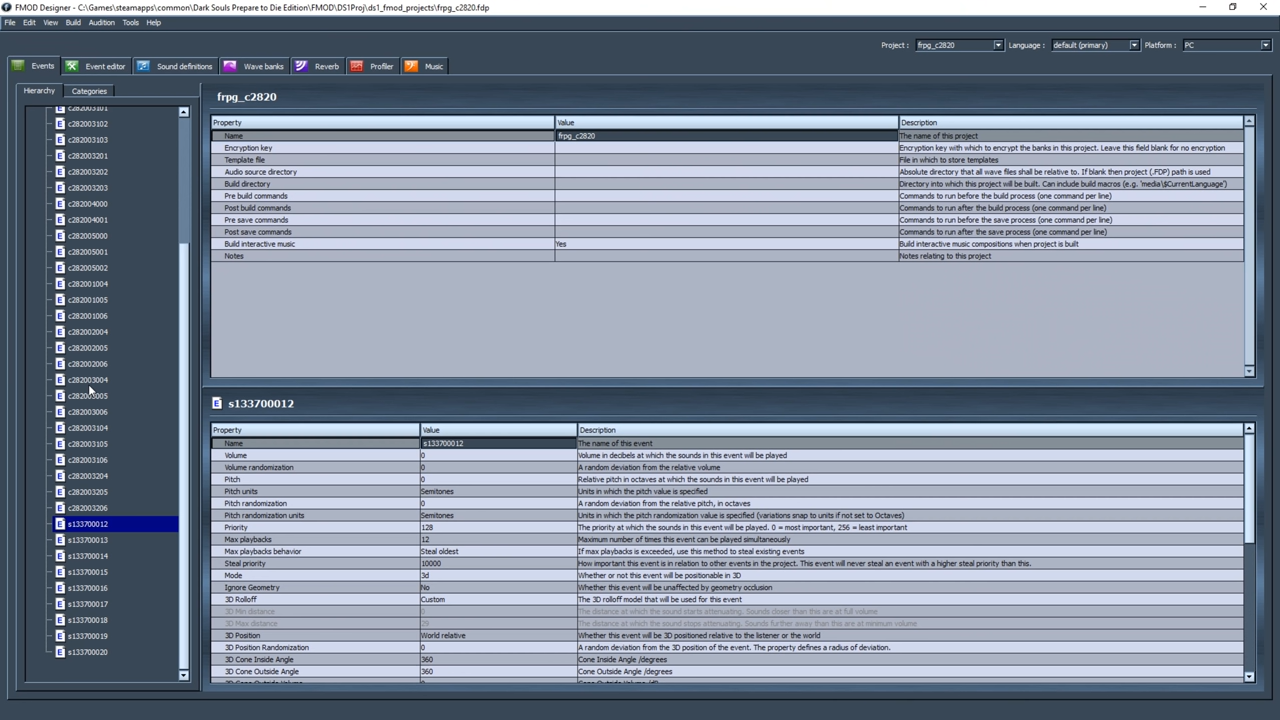 FMOD Designer - C:\Games\steamapps\common\Dark Souls Prepare to Die Edition\FMOD\DS1Proj\ds1_fmod_projects\frpg_c2820.fdp
File Edit View Build Audition Tools Help
Project : frpg_c2820 Language : default (primary) Platform : PC
Events Event editor Sound definitions Wave banks Reverb Profiler Music
Hierarchy Categories
c282003101
c282003102
c282003103
c282003201
c282003202
c282003203
c282004000
c282004001
c282005000
c282005001
c282005002
c282001004
c282001005
c282001006
c282002004
c282002005
c282002006
c282003004
c282003005
c282003006
c282003104
c282003105
c282003106
c282003204
c282003205
c282003206
s133700012
s133700013
s133700014
s133700015
s133700016
s133700017
s133700018
s133700019
s133700020
frpg_c2820
Property Value Description
Name frpg_c2820 The name of this project
Encryption key Encryption key with which to encrypt the banks in this project. Leave this field blank for no encryption
Template file File in which to store templates
Audio source directory Absolute directory that all wave files shall be relative to. If blank then project (.FDP) path is used
Build directory Directory into which this project will be built. Can include build macros (e.g. 'media\$CurrentLanguage')
Pre build commands Commands to run before the build process (one command per line)
Post build commands Commands to run after the build process (one command per line)
Pre save commands Commands to run before the save process (one command per line)
Post save commands Commands to run after the save process (one command per line)
Build interactive music Yes Build interactive music compositions when project is built
Notes Notes relating to this project
s133700012
Property Value Description
Name s133700012 The name of this event
Volume 0 Volume in decibels at which the sounds in this event will be played
Volume randomization 0 A random deviation from the relative volume
Pitch 0 Relative pitch in octaves at which the sounds in this event will be played
Pitch units Semitones Units in which the pitch value is specified
Pitch randomization 0 A random deviation from the relative pitch, in octaves
Pitch randomization units Semitones Units in which the pitch randomization value is specified (variations snap to units if not set to Octaves)
Priority 128 The priority at which the sounds in this event will be played. 0 = most important, 256 = least important
Max playbacks 12 Maximum number of times this event can be played simultaneously
Max playbacks behavior Steal oldest If max playbacks is exceeded, use this method to steal existing events
Steal priority 10000 How important this event is in relation to other events in the project. This event will never steal an event with a higher steal priority than this.
Mode 3d Whether or not this event will be positionable in 3D
Ignore Geometry No Whether this event will be unaffected by geometry occlusion
3D Rolloff Custom The 3D rolloff model that will be used for this event
3D Min distance 0 The distance at which the sound starts attenuating. Sounds closer than this are at full volume
3D Max distance 29 The distance at which the sound stops attenuating. Sounds further away than this are at minimum volume
3D Position World relative Whether this event will be 3D positioned relative to the listener or the world
3D Position Randomization 0 A random deviation from the 3D position of the event. The property defines a radius of deviation.
3D Cone Inside Angle 360 Cone Inside Angle /degrees
3D Cone Outside Angle 360 Cone Outside Angle /degrees
3D Cone Outside Volume 0 Cone Outside Volume /dB